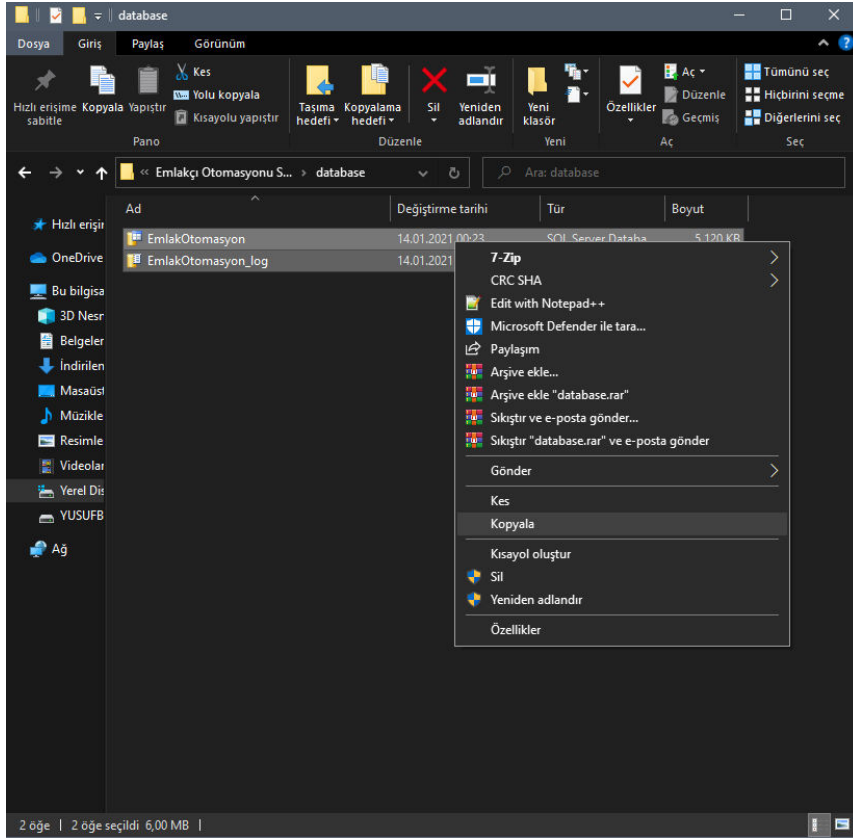 database
Dosya Giriş Paylaş Görünüm
Hızlı erişime sabitle
Kopyala
Yapıştır
Kes
Yolu kopyala
Kısayolu yapıştır
Pano
Taşıma hedefi
Kopyalama hedefi
Sil
Yeniden adlandır
Düzenle
Yeni klasör
Yeni
Özellikler
Aç
Düzenle
Geçmiş
Aç
Tümünü seç
Hiçbirini seçme
Diğerlerini seç
Seç
« Emlakçı Otomasyonu S... › database
Ara: database
Ad Değiştirme tarihi Tür Boyut
EmlakOtomasyon 14.01.2021 00:23 SQL Server Databa 5.120 KB
EmlakOtomasyon_log 14.01.2021
Hızlı erişir
OneDrive
Bu bilgisa
3D Nesr
Belgeler
İndirilen
Masaüst
Müzikle
Resimle
Videolar
Yerel Dis
YUSUFB
Ağ
7-Zip
CRC SHA
Edit with Notepad++
Microsoft Defender ile tara...
Paylaşım
Arşive ekle...
Arşive ekle "database.rar"
Sıkıştır ve e-posta gönder...
Sıkıştır "database.rar" ve e-posta gönder
Gönder
Kes
Kopyala
Kısayol oluştur
Sil
Yeniden adlandır
Özellikler
2 öğe | 2 öğe seçildi 6,00 MB |